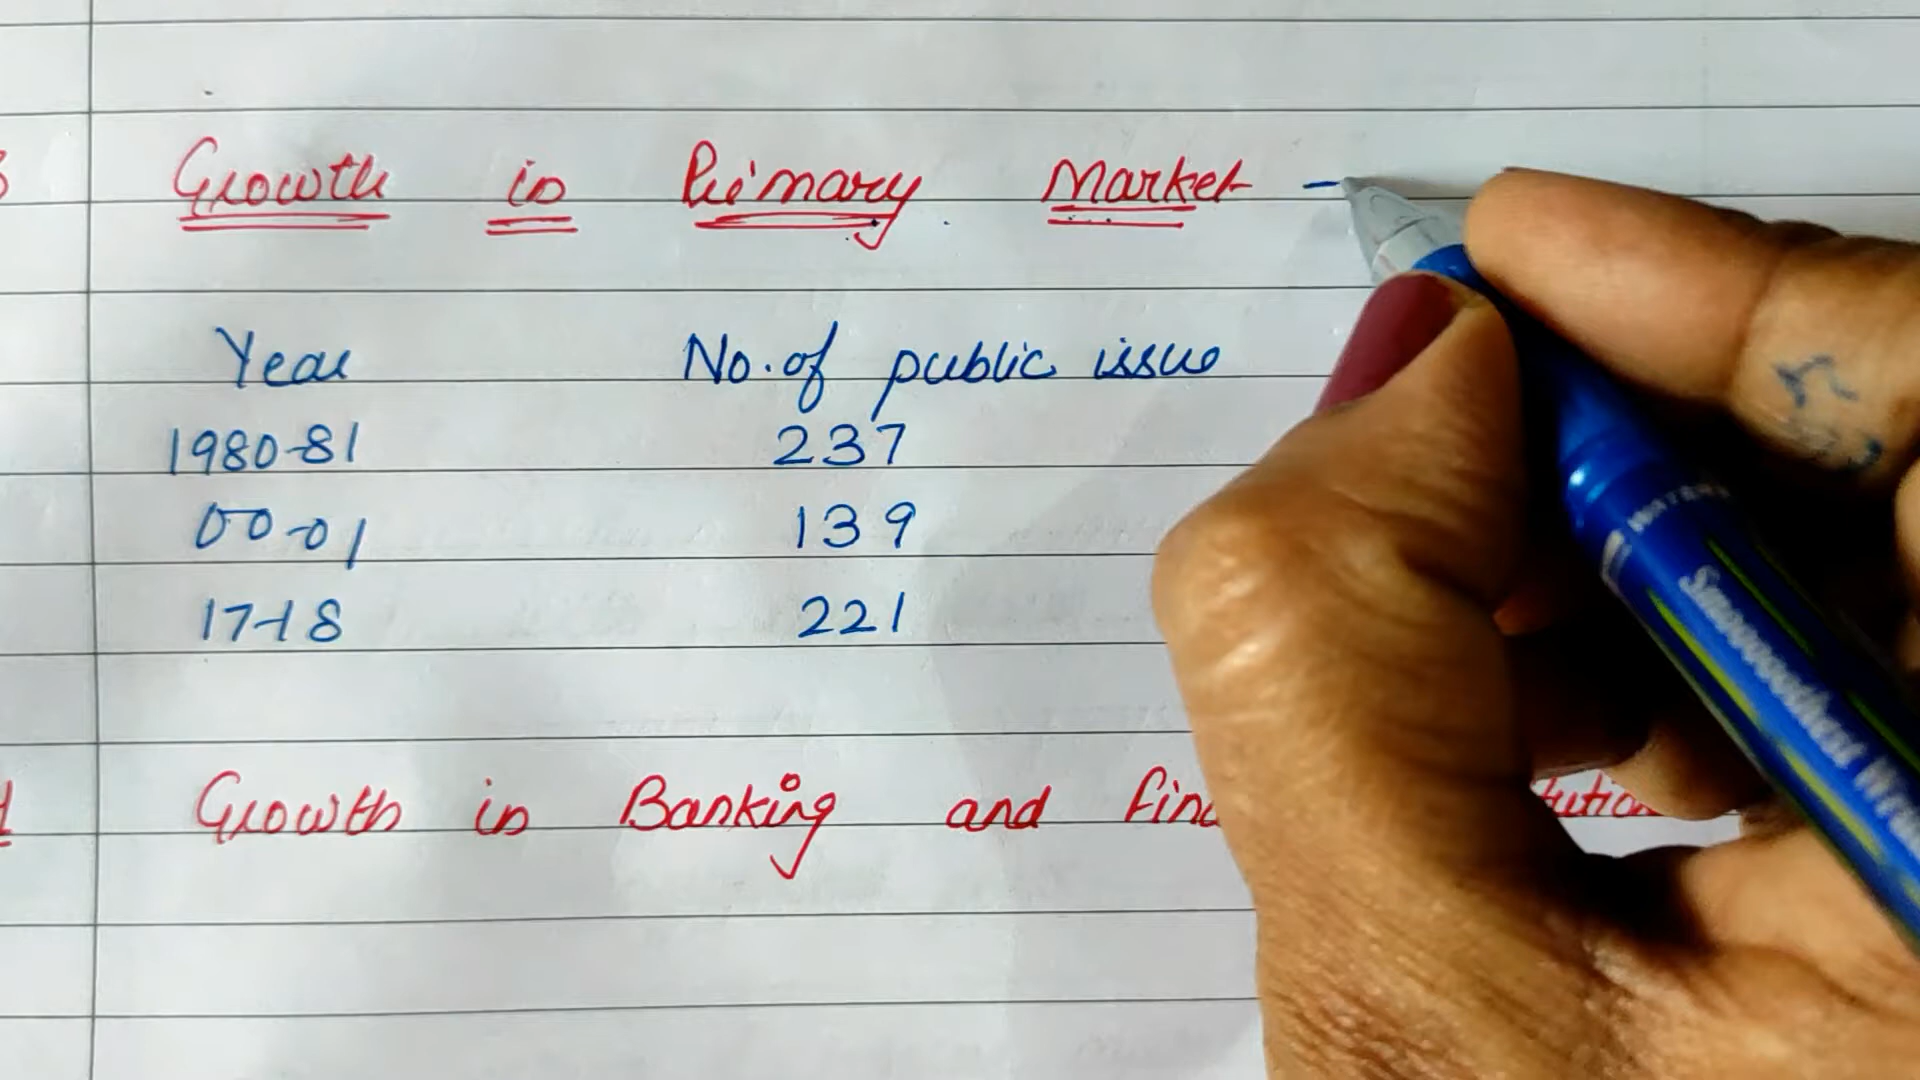 Growth in Primary Market -
Year No. of public issue
1980-81 237
00-01 139
17-18 221
Growth in Banking and